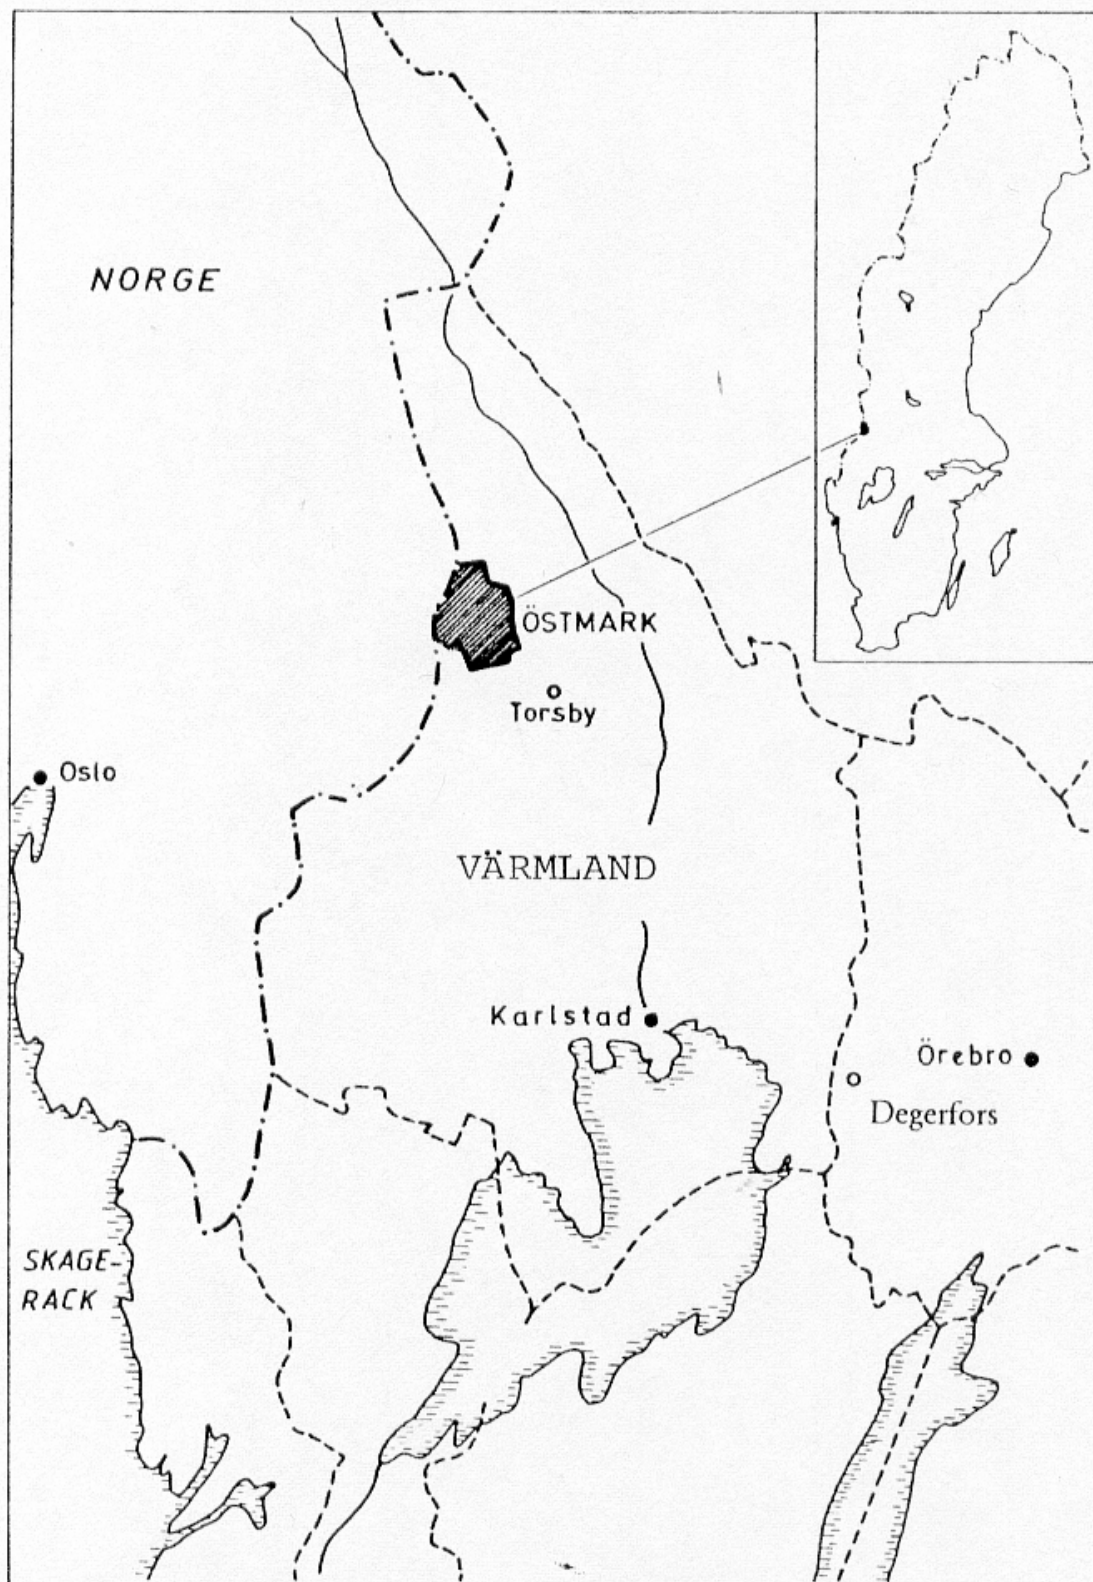 NORGE
ÖSTMARK
Torsby
Oslo
VÄRMLAND
Karlstad
Örebro
Degerfors
SKAGE-
RACK